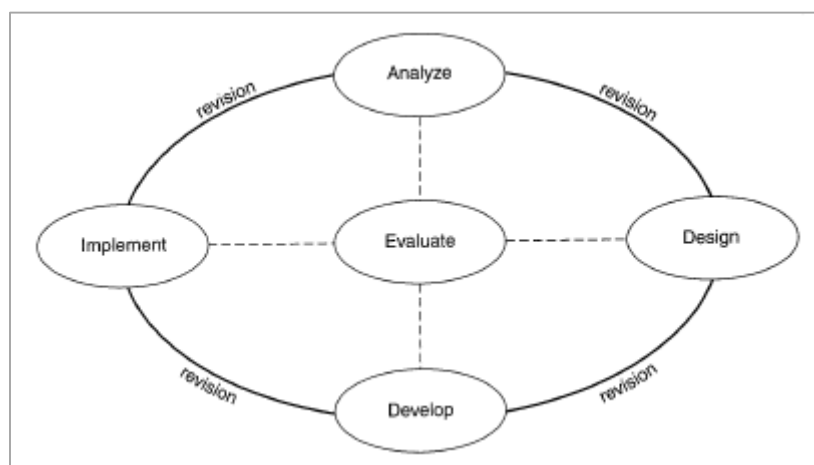 Analyze
revision
revision
Implement
Evaluate
Design
revision
revision
Develop